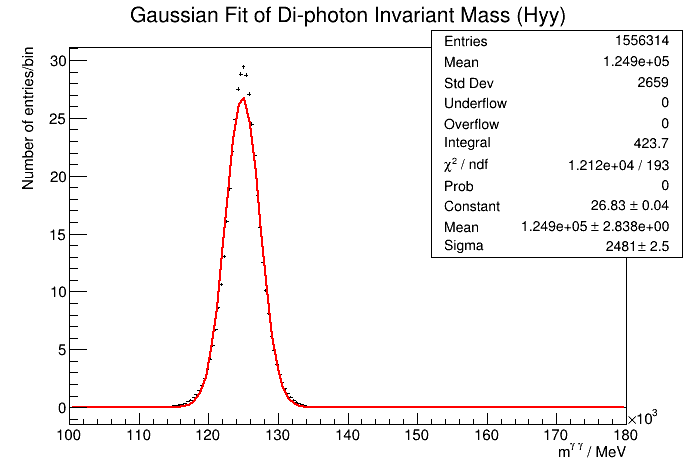 Gaussian Fit of Di-photon Invariant Mass (Hyy)
Entries 1556314
Mean 1.249e+05
Std Dev 2659
Underflow 0
Overflow 0
Integral 423.7
χ² / ndf 1.212e+04 / 193
Prob 0
Constant 26.83 ± 0.04
Mean 1.249e+05 ± 2.838e+00
Sigma 2481 ± 2.5
Number of entries/bin
30
25
20
15
10
5
0
100 110 120 130 140 150 160 170 180
×10³
m^γγ / MeV